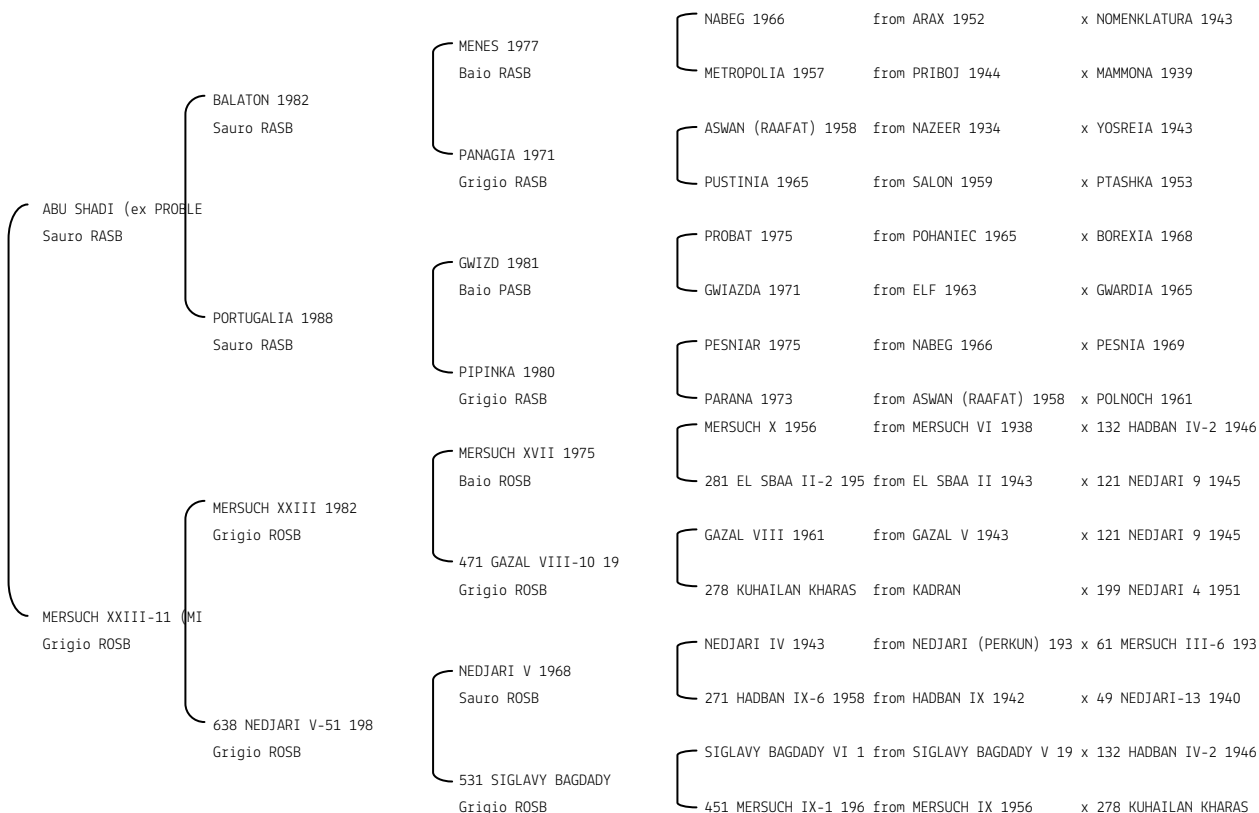 NABEG 1966 from ARAX 1952 x NOMENKLATURA 1943
MENES 1977
Baio RASB
METROPOLIA 1957 from PRIBOJ 1944 x MAMMONA 1939
BALATON 1982
Sauro RASB
ASWAN (RAAFAT) 1958 from NAZEER 1934 x YOSREIA 1943
PANAGIA 1971
Grigio RASB
PUSTINIA 1965 from SALON 1959 x PTASHKA 1953
ABU SHADI (ex PROBLE
Sauro RASB
PROBAT 1975 from POHANIEC 1965 x BOREXIA 1968
GWIZD 1981
Baio PASB
GWIAZDA 1971 from ELF 1963 x GWARDIA 1965
PORTUGALIA 1988
Sauro RASB
PESNIAR 1975 from NABEG 1966 x PESNIA 1969
PIPINKA 1980
Grigio RASB
PARANA 1973 from ASWAN (RAAFAT) 1958 x POLNOCH 1961
MERSUCH X 1956 from MERSUCH VI 1938 x 132 HADBAN IV-2 1946
MERSUCH XVII 1975
Baio ROSB
281 EL SBAA II-2 195 from EL SBAA II 1943 x 121 NEDJARI 9 1945
MERSUCH XXIII 1982
Grigio ROSB
GAZAL VIII 1961 from GAZAL V 1943 x 121 NEDJARI 9 1945
471 GAZAL VIII-10 19
Grigio ROSB
278 KUHAILAN KHARAS from KADRAN x 199 NEDJARI 4 1951
MERSUCH XXIII-11 (MI
Grigio ROSB
NEDJARI IV 1943 from NEDJARI (PERKUN) 193 x 61 MERSUCH III-6 193
NEDJARI V 1968
Sauro ROSB
271 HADBAN IX-6 1958 from HADBAN IX 1942 x 49 NEDJARI-13 1940
638 NEDJARI V-51 198
Grigio ROSB
SIGLAVY BAGDADY VI 1 from SIGLAVY BAGDADY V 19 x 132 HADBAN IV-2 1946
531 SIGLAVY BAGDADY
Grigio ROSB
451 MERSUCH IX-1 196 from MERSUCH IX 1956 x 278 KUHAILAN KHARAS